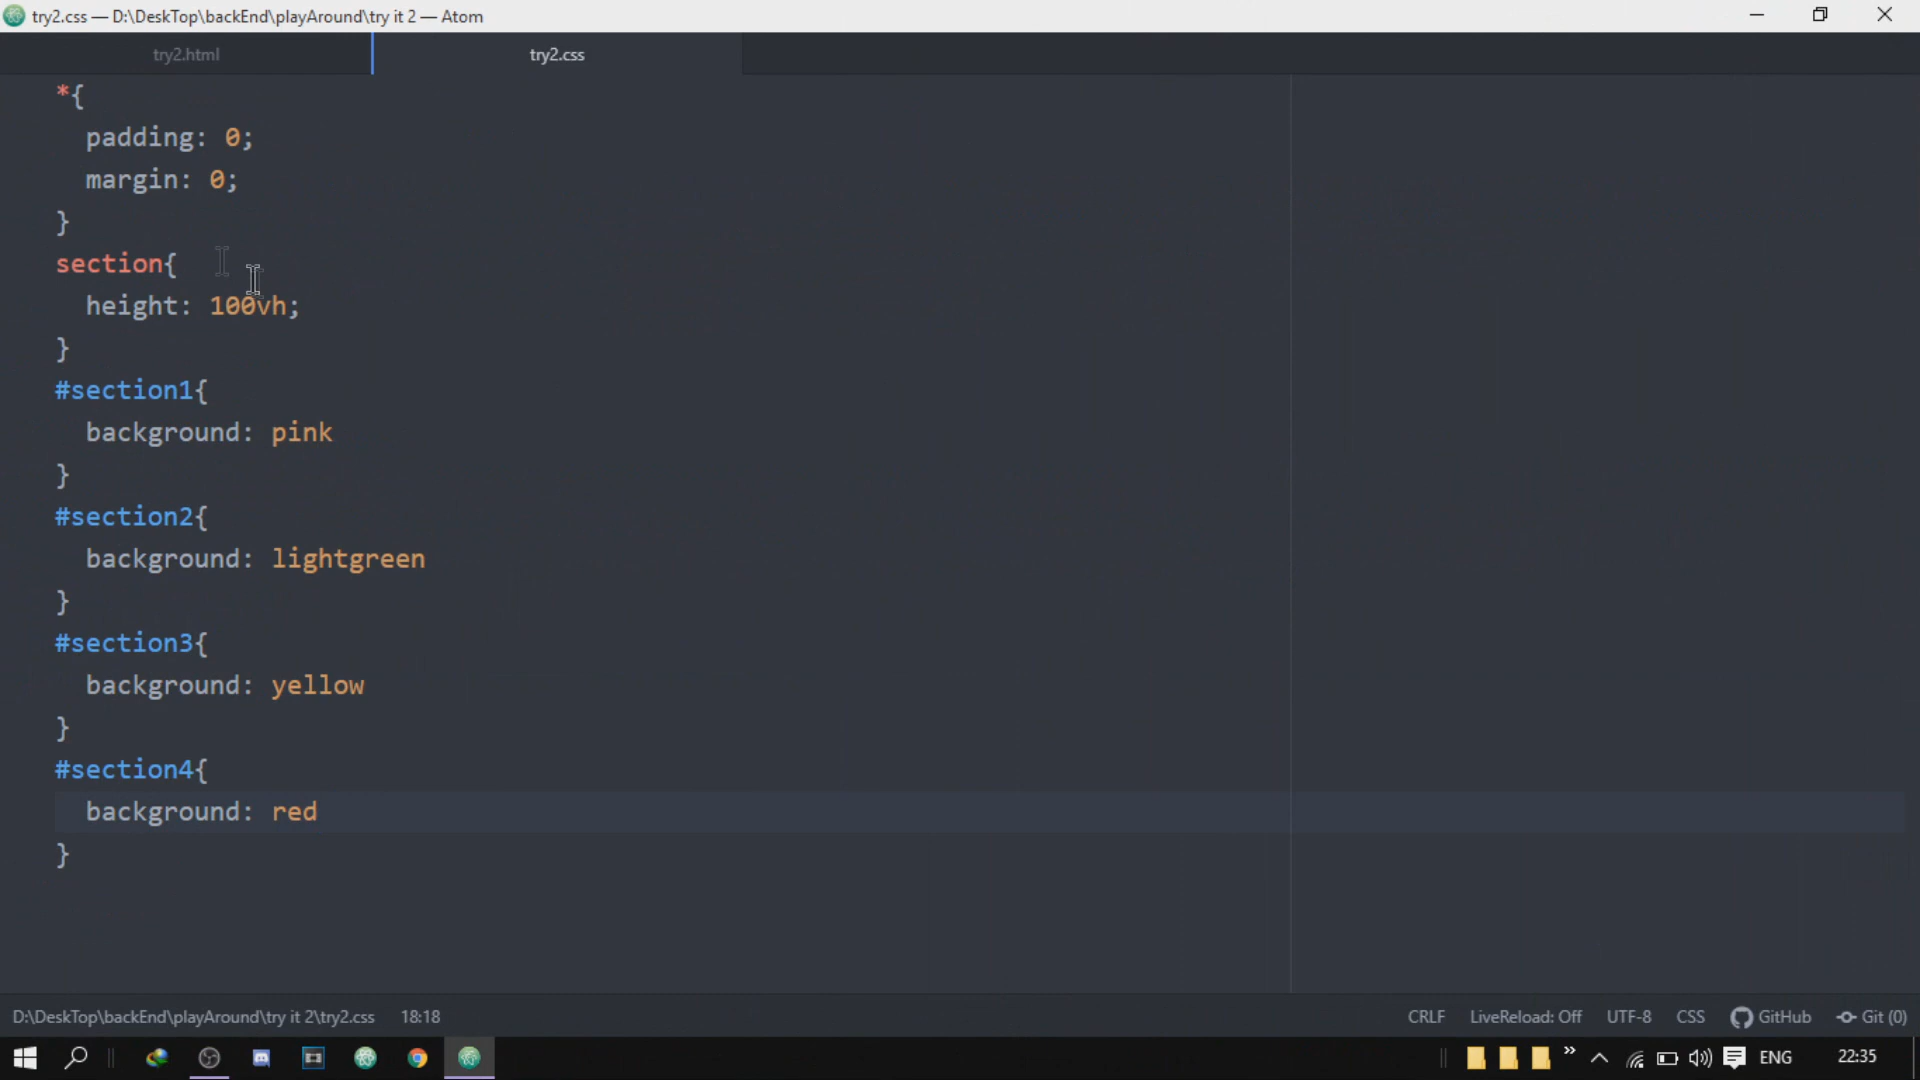 try2.css — D:\DeskTop\backEnd\playAround\try it 2 — Atom
try2.html
try2.css
*{
  padding: 0;
  margin: 0;
}
section{
  height: 100vh;
}
#section1{
  background: pink
}
#section2{
  background: lightgreen
}
#section3{
  background: yellow
}
#section4{
  background: red
}
D:\DeskTop\backEnd\playAround\try it 2\try2.css 18:18 CRLF LiveReload: Off UTF-8 CSS GitHub Git (0)
ENG 22:35